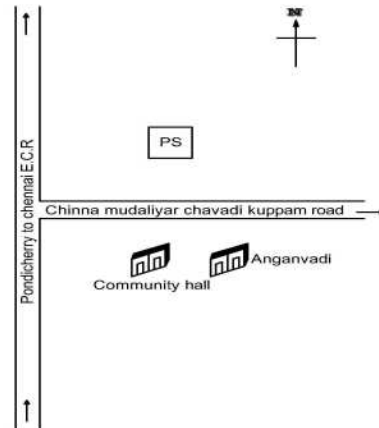 N
PS
Pondicherry to chennai E.C.R
Chinna mudaliyar chavadi kuppam road
Community hall
Anganvadi